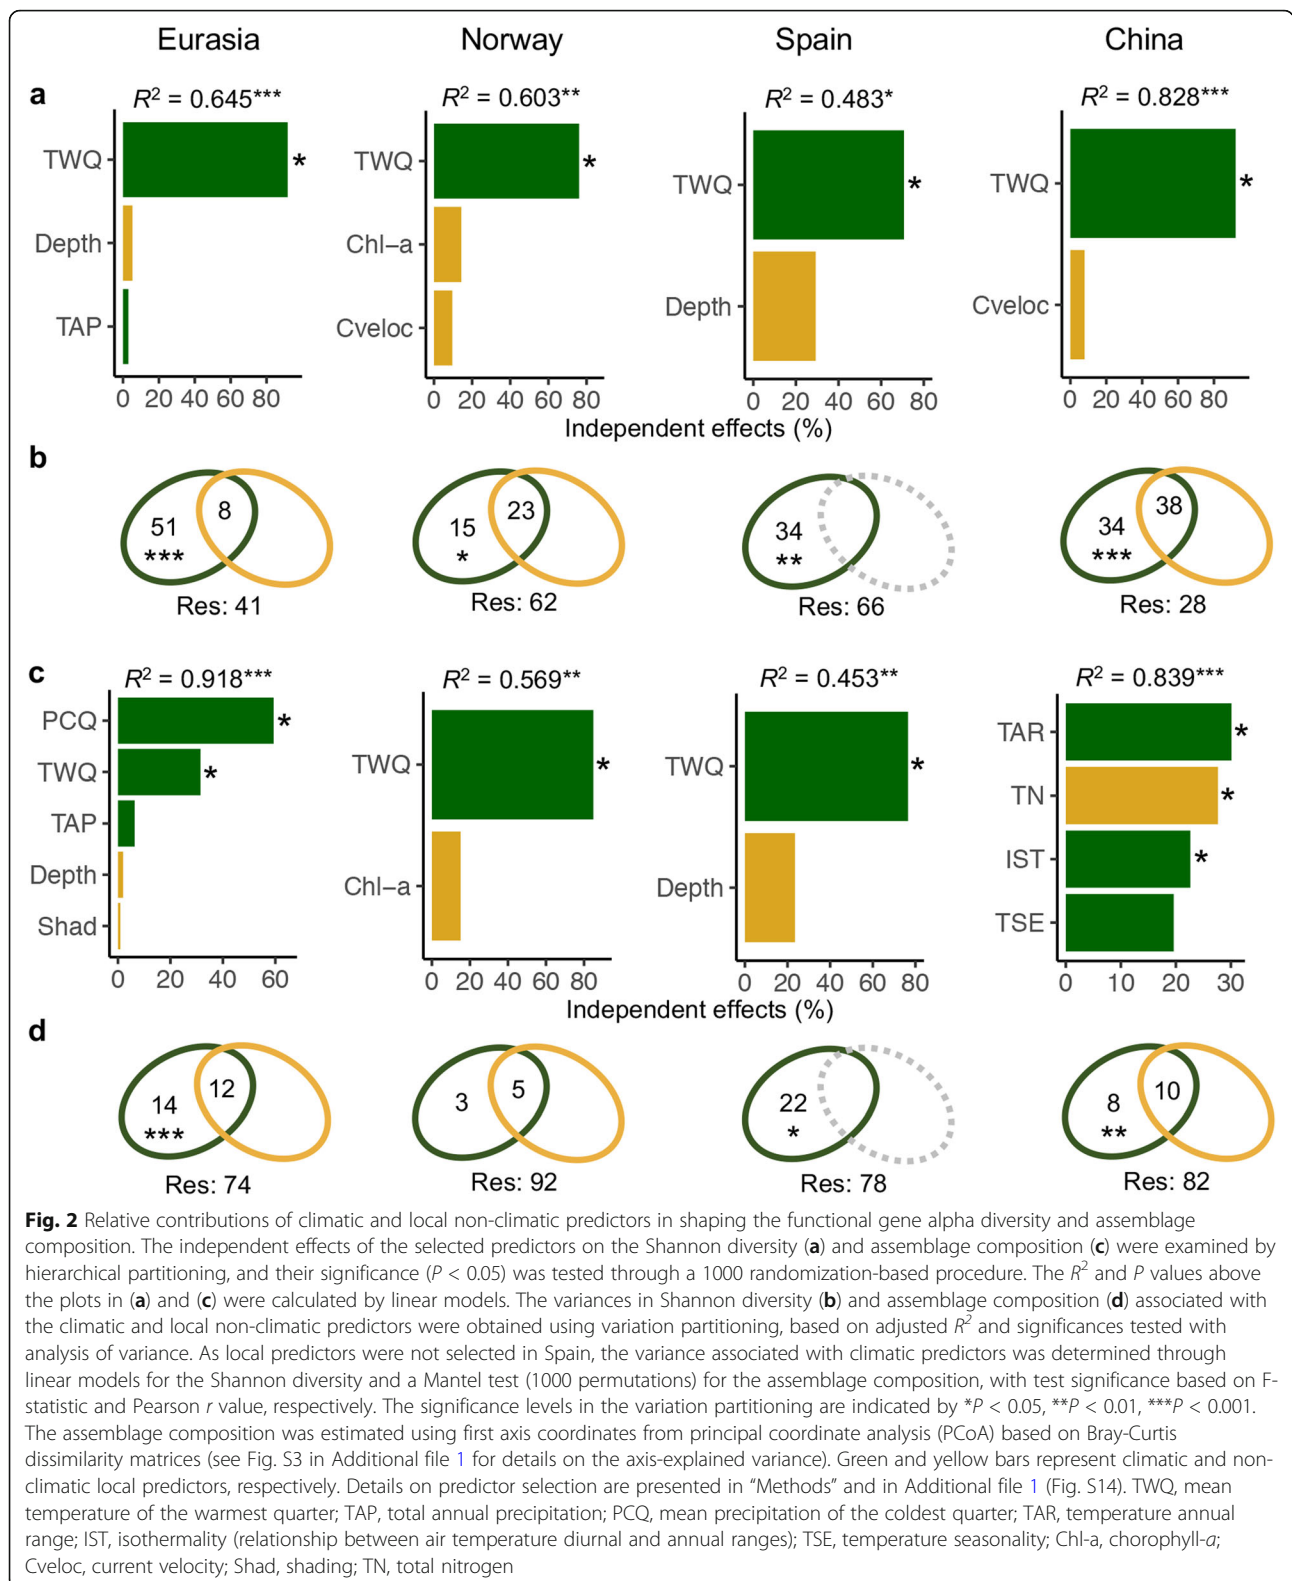 Eurasia Norway Spain China
a
R² = 0.645*** R² = 0.603** R² = 0.483* R² = 0.828***
TWQ * TWQ * TWQ * TWQ *
Depth Chl–a Depth Cveloc
TAP Cveloc
0 20 40 60 80 0 20 40 60 80 0 20 40 60 80 0 20 40 60 80
Independent effects (%)
b
51 8 15 23 34 34 38
*** * ** ***
Res: 41 Res: 62 Res: 66 Res: 28
c
R² = 0.918*** R² = 0.569** R² = 0.453** R² = 0.839***
PCQ * TWQ * TWQ * TAR *
TWQ * Chl–a Depth TN *
TAP IST *
Depth TSE
Shad
0 20 40 60 0 20 40 60 80 0 20 40 60 80 0 10 20 30
Independent effects (%)
d
14 12 3 5 22 8 10
*** * **
Res: 74 Res: 92 Res: 78 Res: 82
Fig. 2 Relative contributions of climatic and local non-climatic predictors in shaping the functional gene alpha diversity and assemblage
composition. The independent effects of the selected predictors on the Shannon diversity (a) and assemblage composition (c) were examined by
hierarchical partitioning, and their significance (P < 0.05) was tested through a 1000 randomization-based procedure. The R² and P values above
the plots in (a) and (c) were calculated by linear models. The variances in Shannon diversity (b) and assemblage composition (d) associated with
the climatic and local non-climatic predictors were obtained using variation partitioning, based on adjusted R² and significances tested with
analysis of variance. As local predictors were not selected in Spain, the variance associated with climatic predictors was determined through
linear models for the Shannon diversity and a Mantel test (1000 permutations) for the assemblage composition, with test significance based on F-
statistic and Pearson r value, respectively. The significance levels in the variation partitioning are indicated by *P < 0.05, **P < 0.01, ***P < 0.001.
The assemblage composition was estimated using first axis coordinates from principal coordinate analysis (PCoA) based on Bray-Curtis
dissimilarity matrices (see Fig. S3 in Additional file 1 for details on the axis-explained variance). Green and yellow bars represent climatic and non-
climatic local predictors, respectively. Details on predictor selection are presented in “Methods” and in Additional file 1 (Fig. S14). TWQ, mean
temperature of the warmest quarter; TAP, total annual precipitation; PCQ, mean precipitation of the coldest quarter; TAR, temperature annual
range; IST, isothermality (relationship between air temperature diurnal and annual ranges); TSE, temperature seasonality; Chl-a, chorophyll-a;
Cveloc, current velocity; Shad, shading; TN, total nitrogen